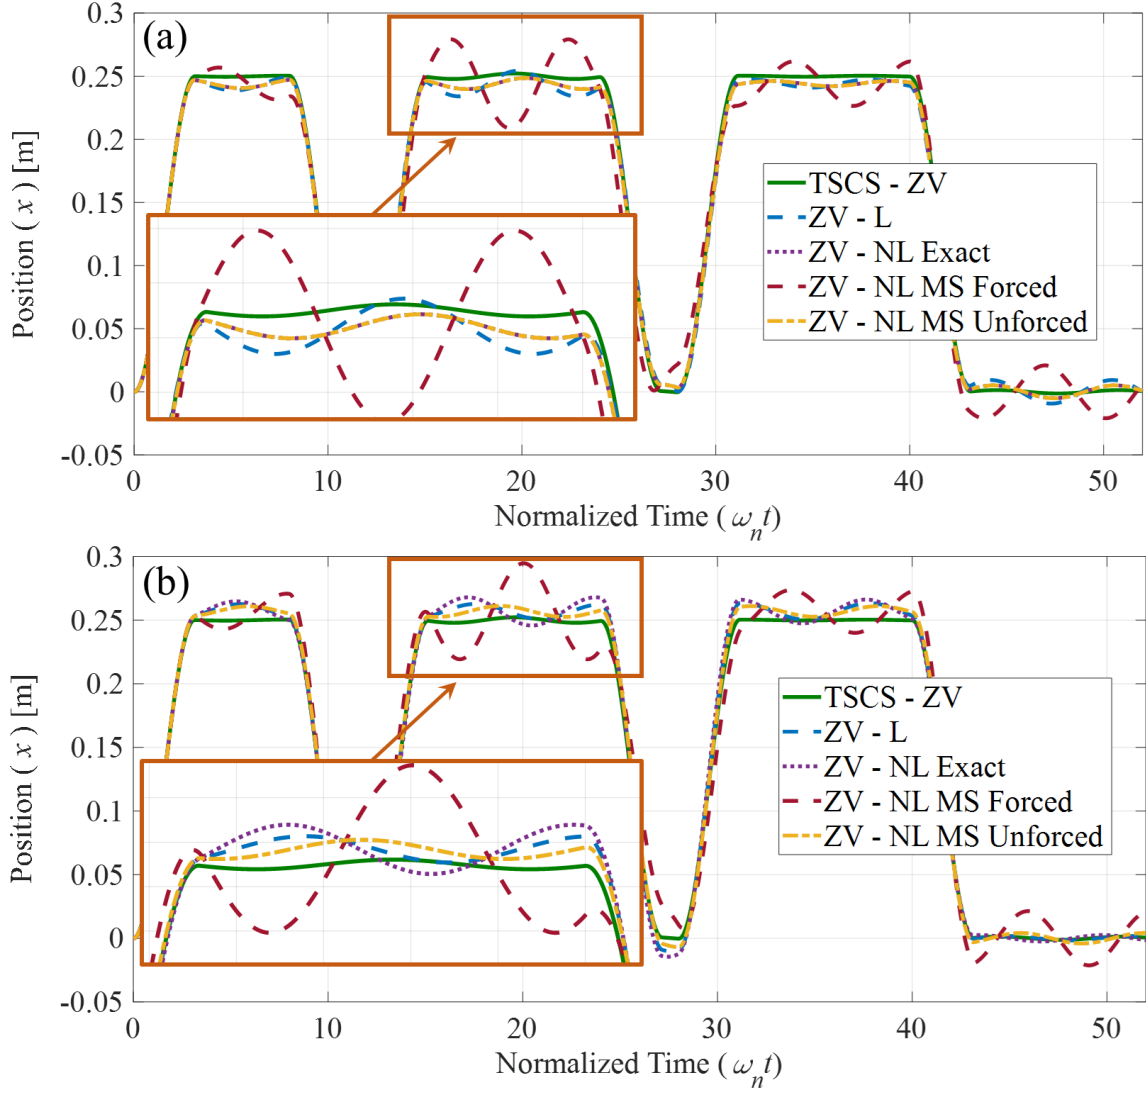 (a)
0.3
0.25
0.2
0.15
0.1
0.05
0
-0.05
Position ( x ) [m]
TSCS - ZV
ZV - L
ZV - NL Exact
ZV - NL MS Forced
ZV - NL MS Unforced
0 10 20 30 40 50
Normalized Time ( ωn t)
(b)
0.3
0.25
0.2
0.15
0.1
0.05
0
-0.05
Position ( x ) [m]
TSCS - ZV
ZV - L
ZV - NL Exact
ZV - NL MS Forced
ZV - NL MS Unforced
0 10 20 30 40 50
Normalized Time ( ωn t)